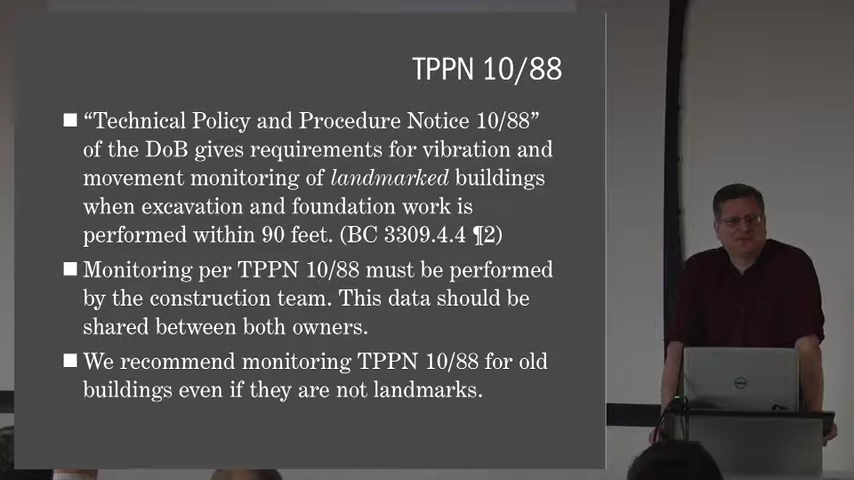 TPPN 10/88
“Technical Policy and Procedure Notice 10/88”
of the DoB gives requirements for vibration and
movement monitoring of landmarked buildings
when excavation and foundation work is
performed within 90 feet. (BC 3309.4.4 ¶2)
Monitoring per TPPN 10/88 must be performed
by the construction team. This data should be
shared between both owners.
We recommend monitoring TPPN 10/88 for old
buildings even if they are not landmarks.
DELL